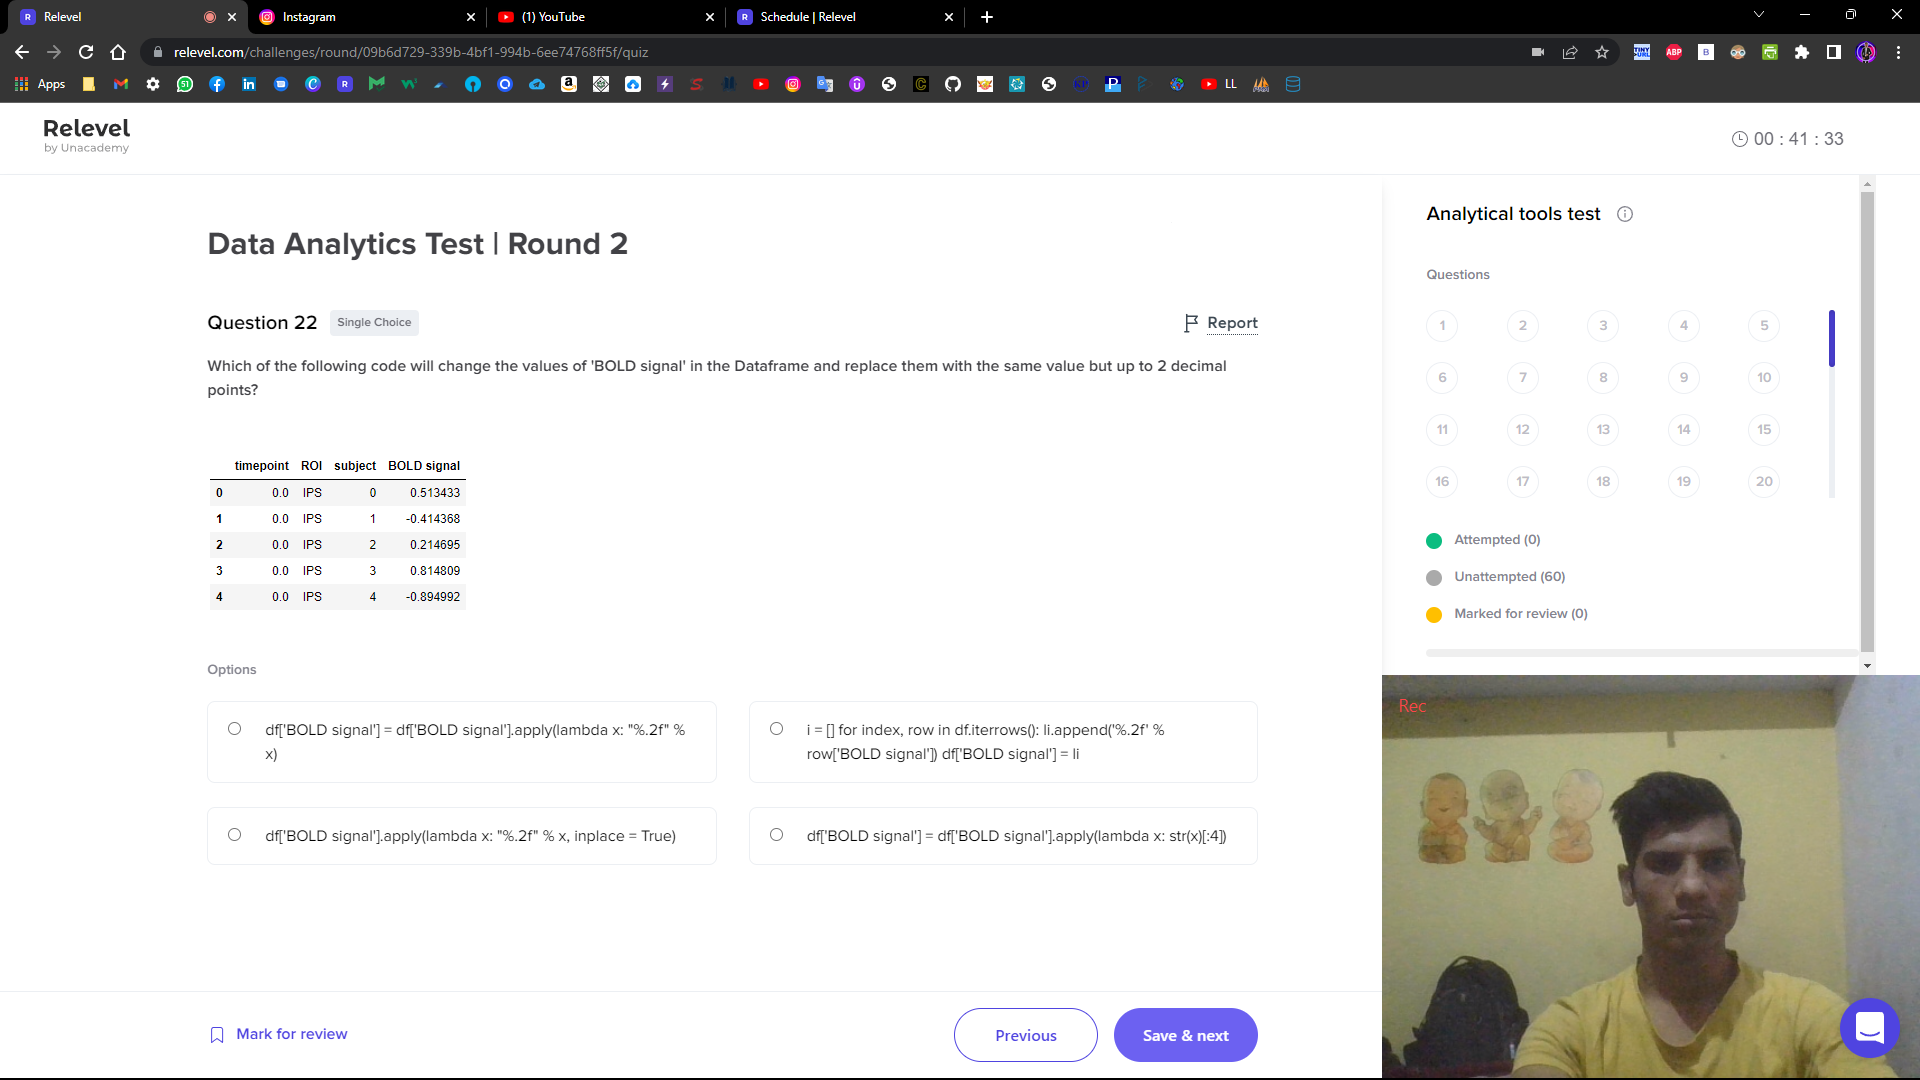 Relevel
Instagram
(1) YouTube
Schedule | Relevel
relevel.com/challenges/round/09b6d729-339b-4bf1-994b-6ee74768ff5f/quiz
Apps
LL
Relevel
by Unacademy
00 : 41 : 33
Data Analytics Test | Round 2
Question 22
Single Choice
Report
Which of the following code will change the values of 'BOLD signal' in the Dataframe and replace them with the same value but up to 2 decimal
points?
timepoint ROI subject BOLD signal
0 0.0 IPS 0 0.513433
1 0.0 IPS 1 -0.414368
2 0.0 IPS 2 0.214695
3 0.0 IPS 3 0.814809
4 0.0 IPS 4 -0.894992
Options
df['BOLD signal'] = df['BOLD signal'].apply(lambda x: "%.2f" %
x)
i = [] for index, row in df.iterrows(): li.append('%.2f' %
row['BOLD signal']) df['BOLD signal'] = li
df['BOLD signal'].apply(lambda x: "%.2f" % x, inplace = True)
df['BOLD signal'] = df['BOLD signal'].apply(lambda x: str(x)[:4])
Mark for review
Previous
Save & next
Analytical tools test
Questions
1 2 3 4 5
6 7 8 9 10
11 12 13 14 15
16 17 18 19 20
Attempted (0)
Unattempted (60)
Marked for review (0)
Rec